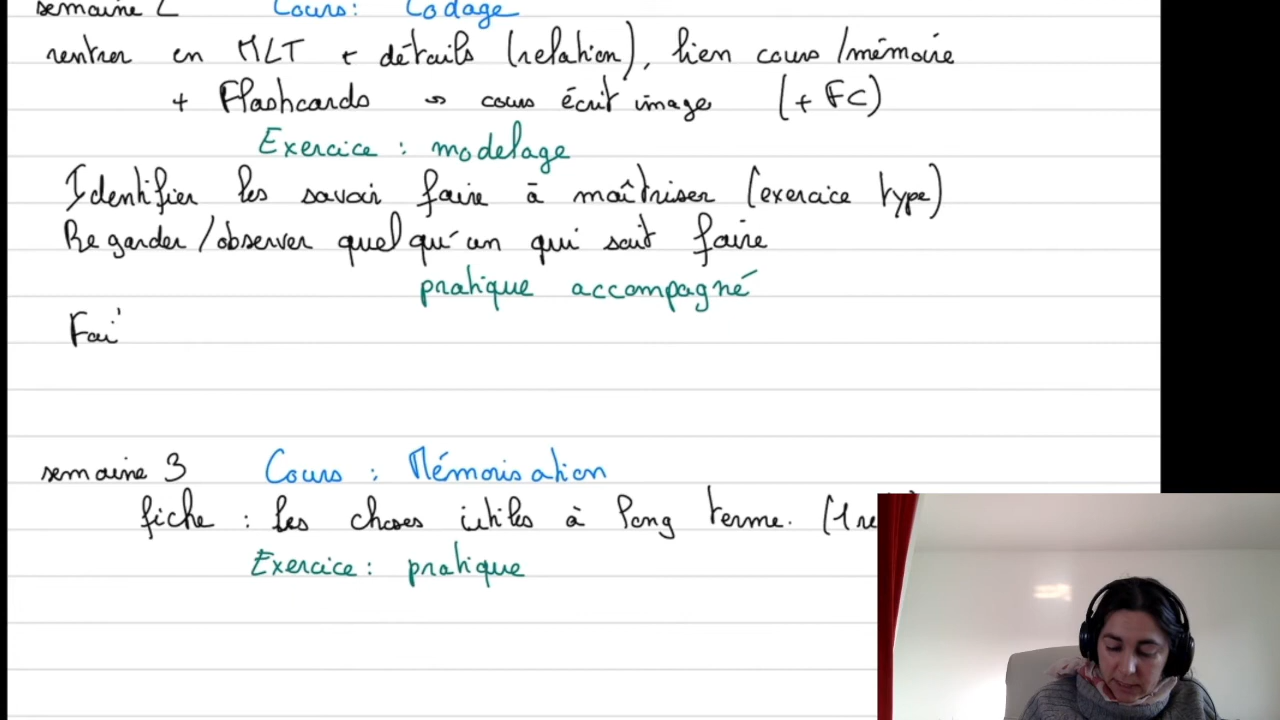 semaine 2 Cours: Codage
rentrer en MLT + détails (relation), lien cours/mémoire
+ Flashcards ⇝ cours écrit image (+ FC)
Exercice : modelage
Identifier les savoir faire à maîtriser (exercice type)
Regarder/observer quelqu'un qui sait faire
pratique accompagné
Fai
semaine 3 Cours : Mémorisation
fiche : les choses utiles à long terme. (1
Exercice: pratique